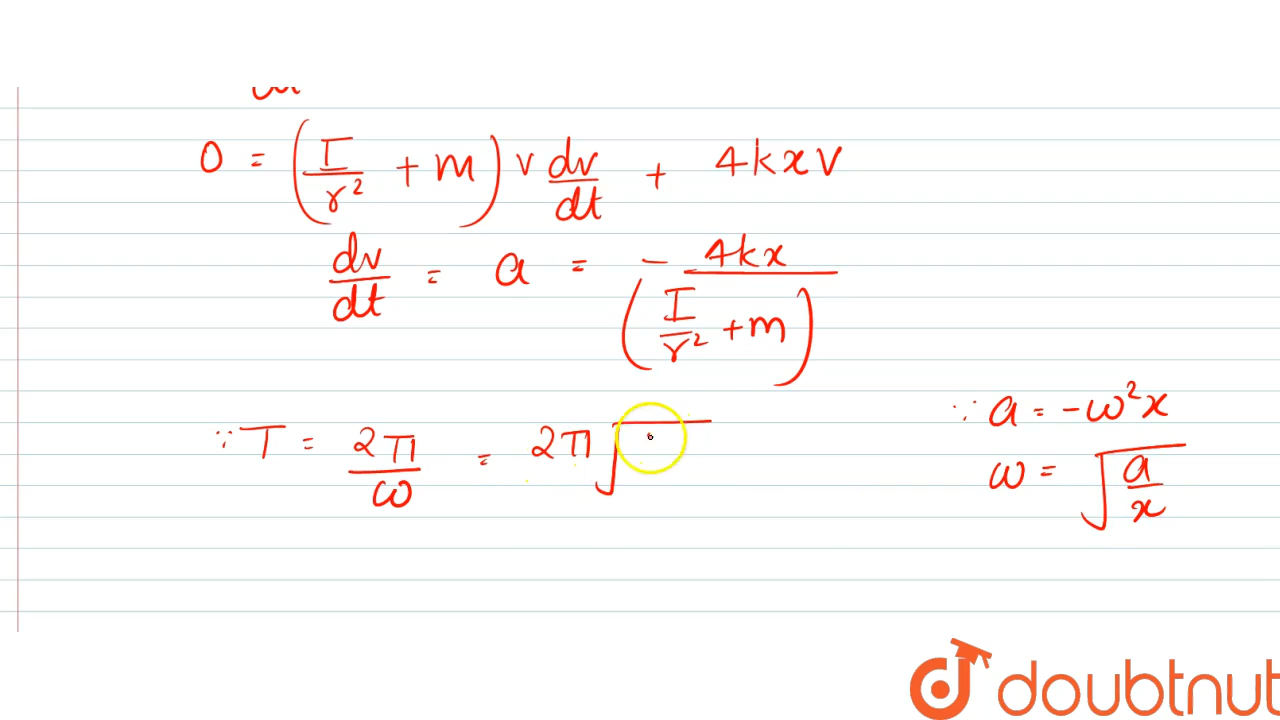 0 = (I/r² + m) v dv/dt + 4kxv
dv/dt = a = - 4kx/(I/r² + m)
∵ T = 2π/ω = 2π√
∵ a = -ω²x
ω = √(a/x)
doubtnut